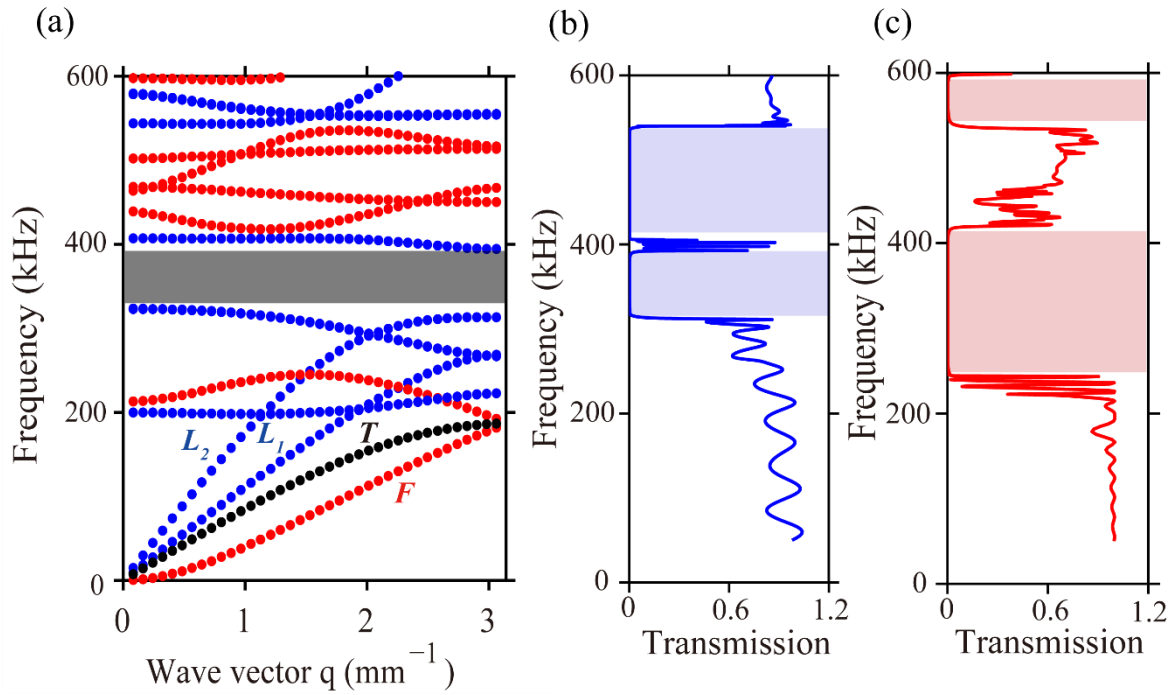 (a)
(b)
(c)
600
400
200
0
Frequency (kHz)
L2
L1
T
F
0
1
2
3
Wave vector q (mm−1)
600
400
200
0
Frequency (kHz)
0
0.6
1.2
Transmission
600
400
200
0
Frequency (kHz)
0
0.6
1.2
Transmission